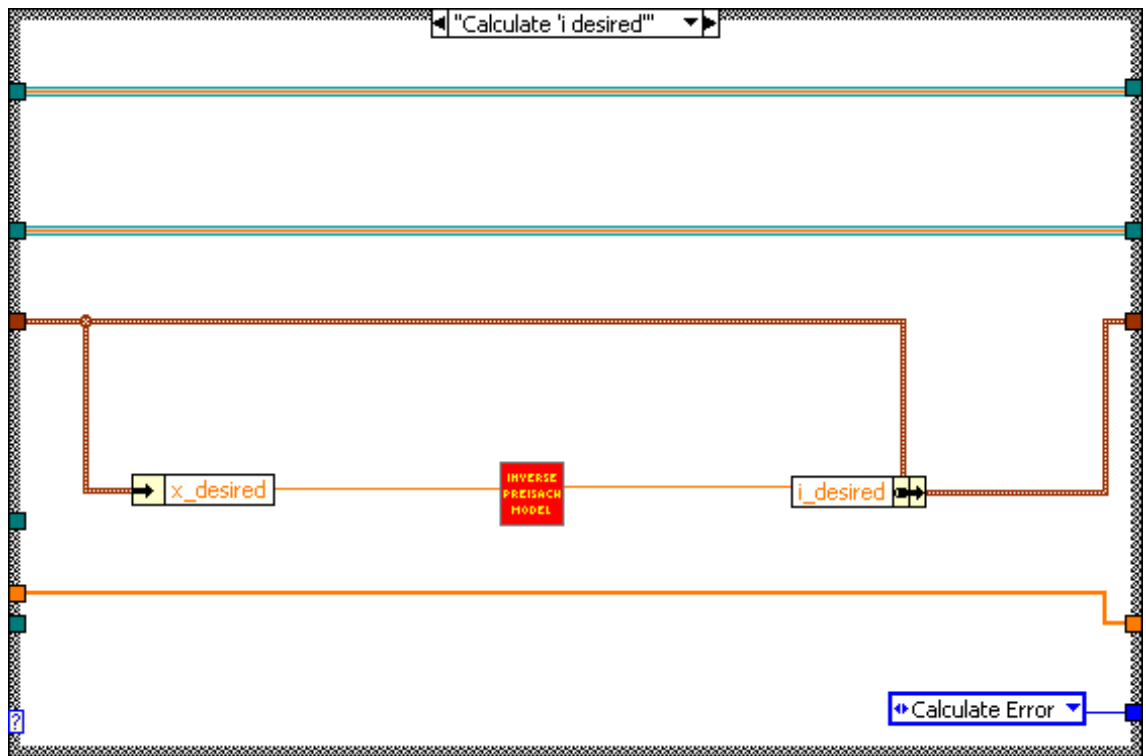 "Calculate 'i desired'"
x_desired
INVERSE
PREISACH
MODEL
i_desired
?
Calculate Error